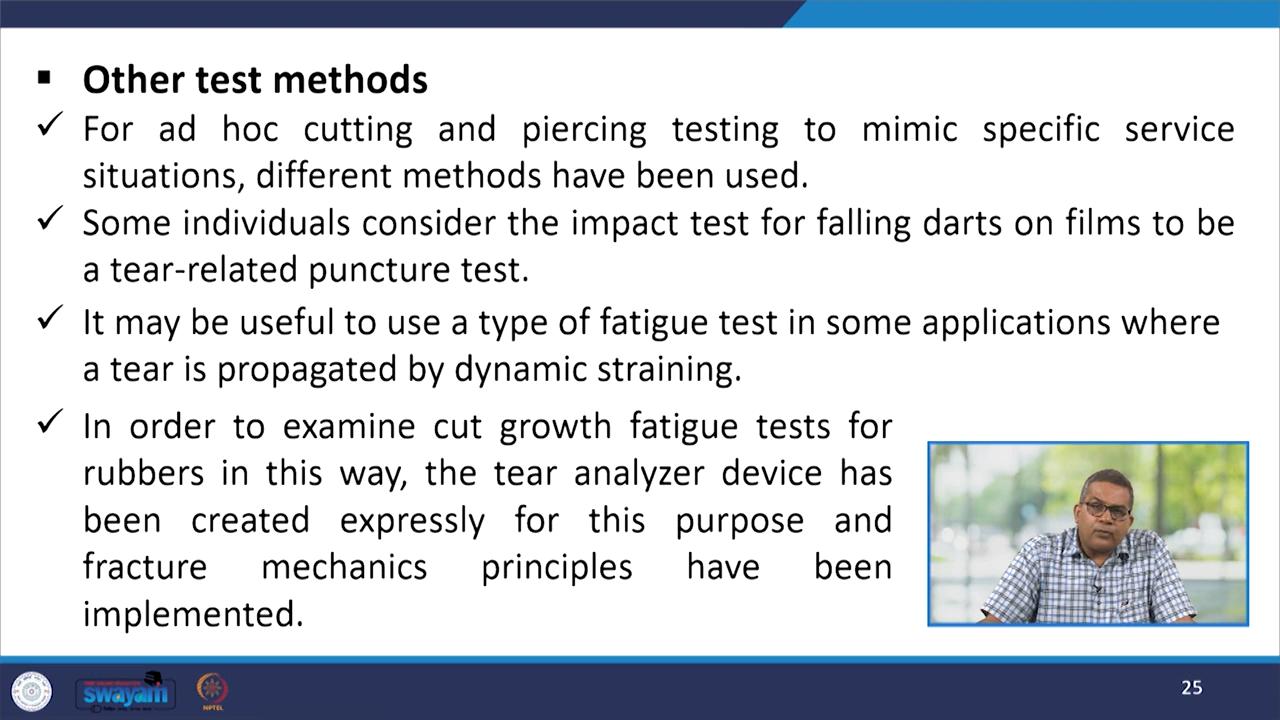 ▪ Other test methods
✓ For ad hoc cutting and piercing testing to mimic specific service
situations, different methods have been used.
✓ Some individuals consider the impact test for falling darts on films to be
a tear-related puncture test.
✓ It may be useful to use a type of fatigue test in some applications where
a tear is propagated by dynamic straining.
✓ In order to examine cut growth fatigue tests for
rubbers in this way, the tear analyzer device has
been created expressly for this purpose and
fracture mechanics principles have been
implemented.
swayam
NPTEL
25